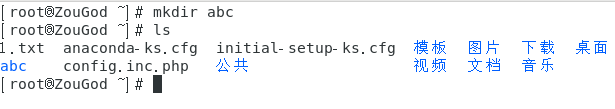 [root@ZouGod ~]# mkdir abc
[root@ZouGod ~]# ls
1.txt anaconda-ks.cfg initial-setup-ks.cfg 模板 图片 下载 桌面
abc config.inc.php 公共 视频 文档 音乐
[root@ZouGod ~]#